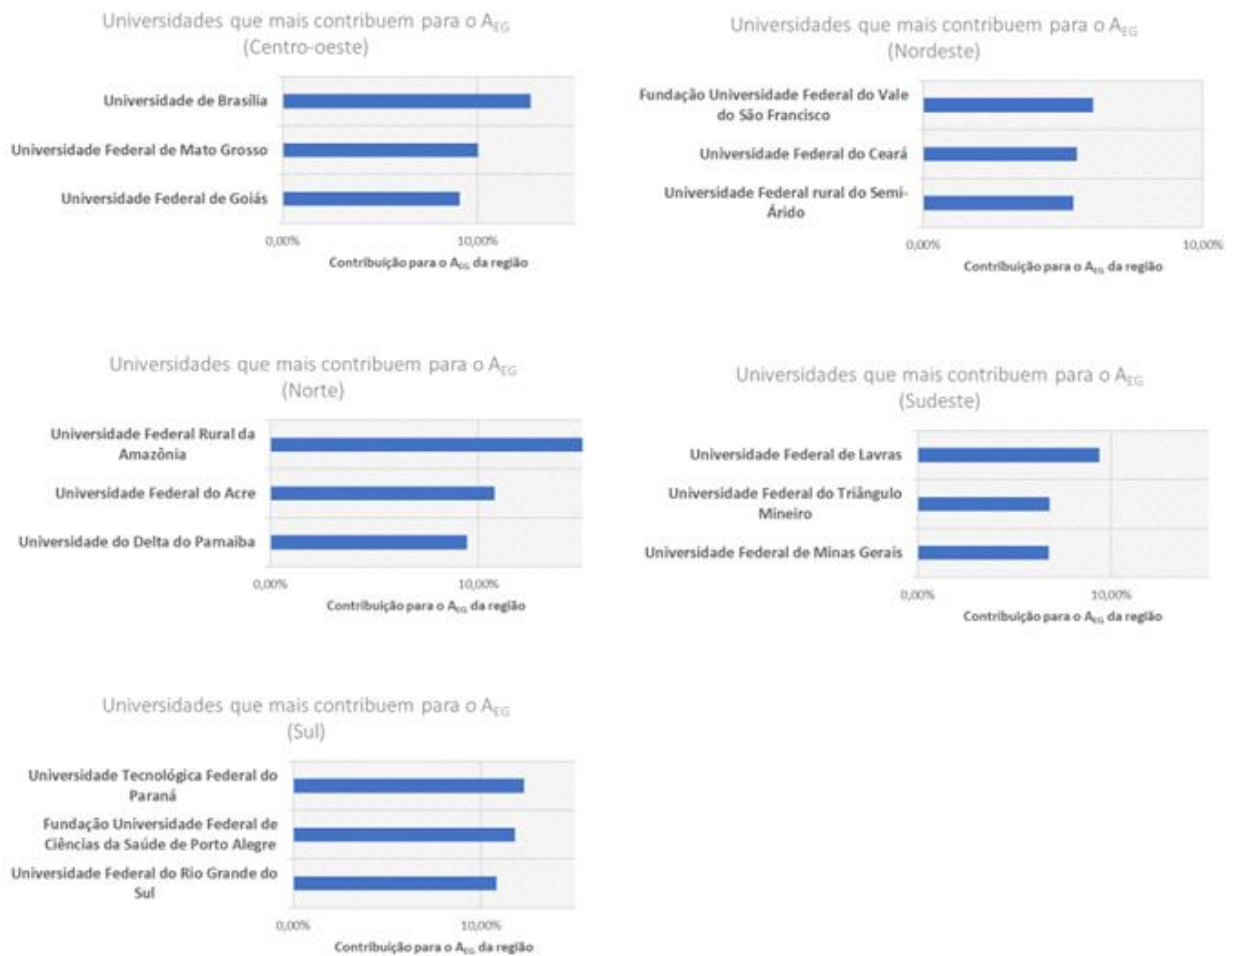 Universidades que mais contribuem para o AEG
(Centro-oeste)
Universidade de Brasília
Universidade Federal de Mato Grosso
Universidade Federal de Goiás
0,00%
10,00%
Contribuição para o AEG da região
Universidades que mais contribuem para o AEG
(Nordeste)
Fundação Universidade Federal do Vale
do São Francisco
Universidade Federal do Ceará
Universidade Federal rural do Semi-
Árido
0,00%
10,00%
Contribuição para o AEG da região
Universidades que mais contribuem para o AEG
(Norte)
Universidade Federal Rural da
Amazônia
Universidade Federal do Acre
Universidade do Delta do Parnaiba
0,00%
10,00%
Contribuição para o AEG da região
Universidades que mais contribuem para o AEG
(Sudeste)
Universidade Federal de Lavras
Universidade Federal do Triângulo
Mineiro
Universidade Federal de Minas Gerais
0,00%
10,00%
Contribuição para o AEG da região
Universidades que mais contribuem para o AEG
(Sul)
Universidade Tecnológica Federal do
Paraná
Fundação Universidade Federal de
Ciências da Saúde de Porto Alegre
Universidade Federal do Rio Grande do
Sul
0,00%
10,00%
Contribuição para o AEG da região